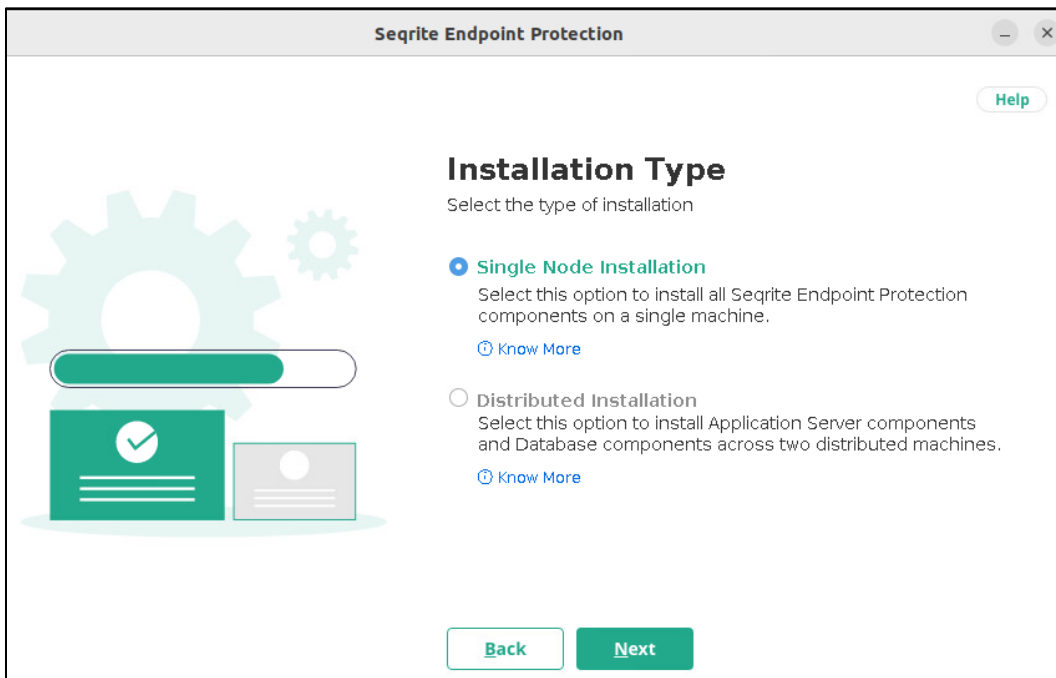 Seqrite Endpoint Protection
Help
Installation Type
Select the type of installation
Single Node Installation
Select this option to install all Seqrite Endpoint Protection
components on a single machine.
Know More
Distributed Installation
Select this option to install Application Server components
and Database components across two distributed machines.
Know More
Back
Next